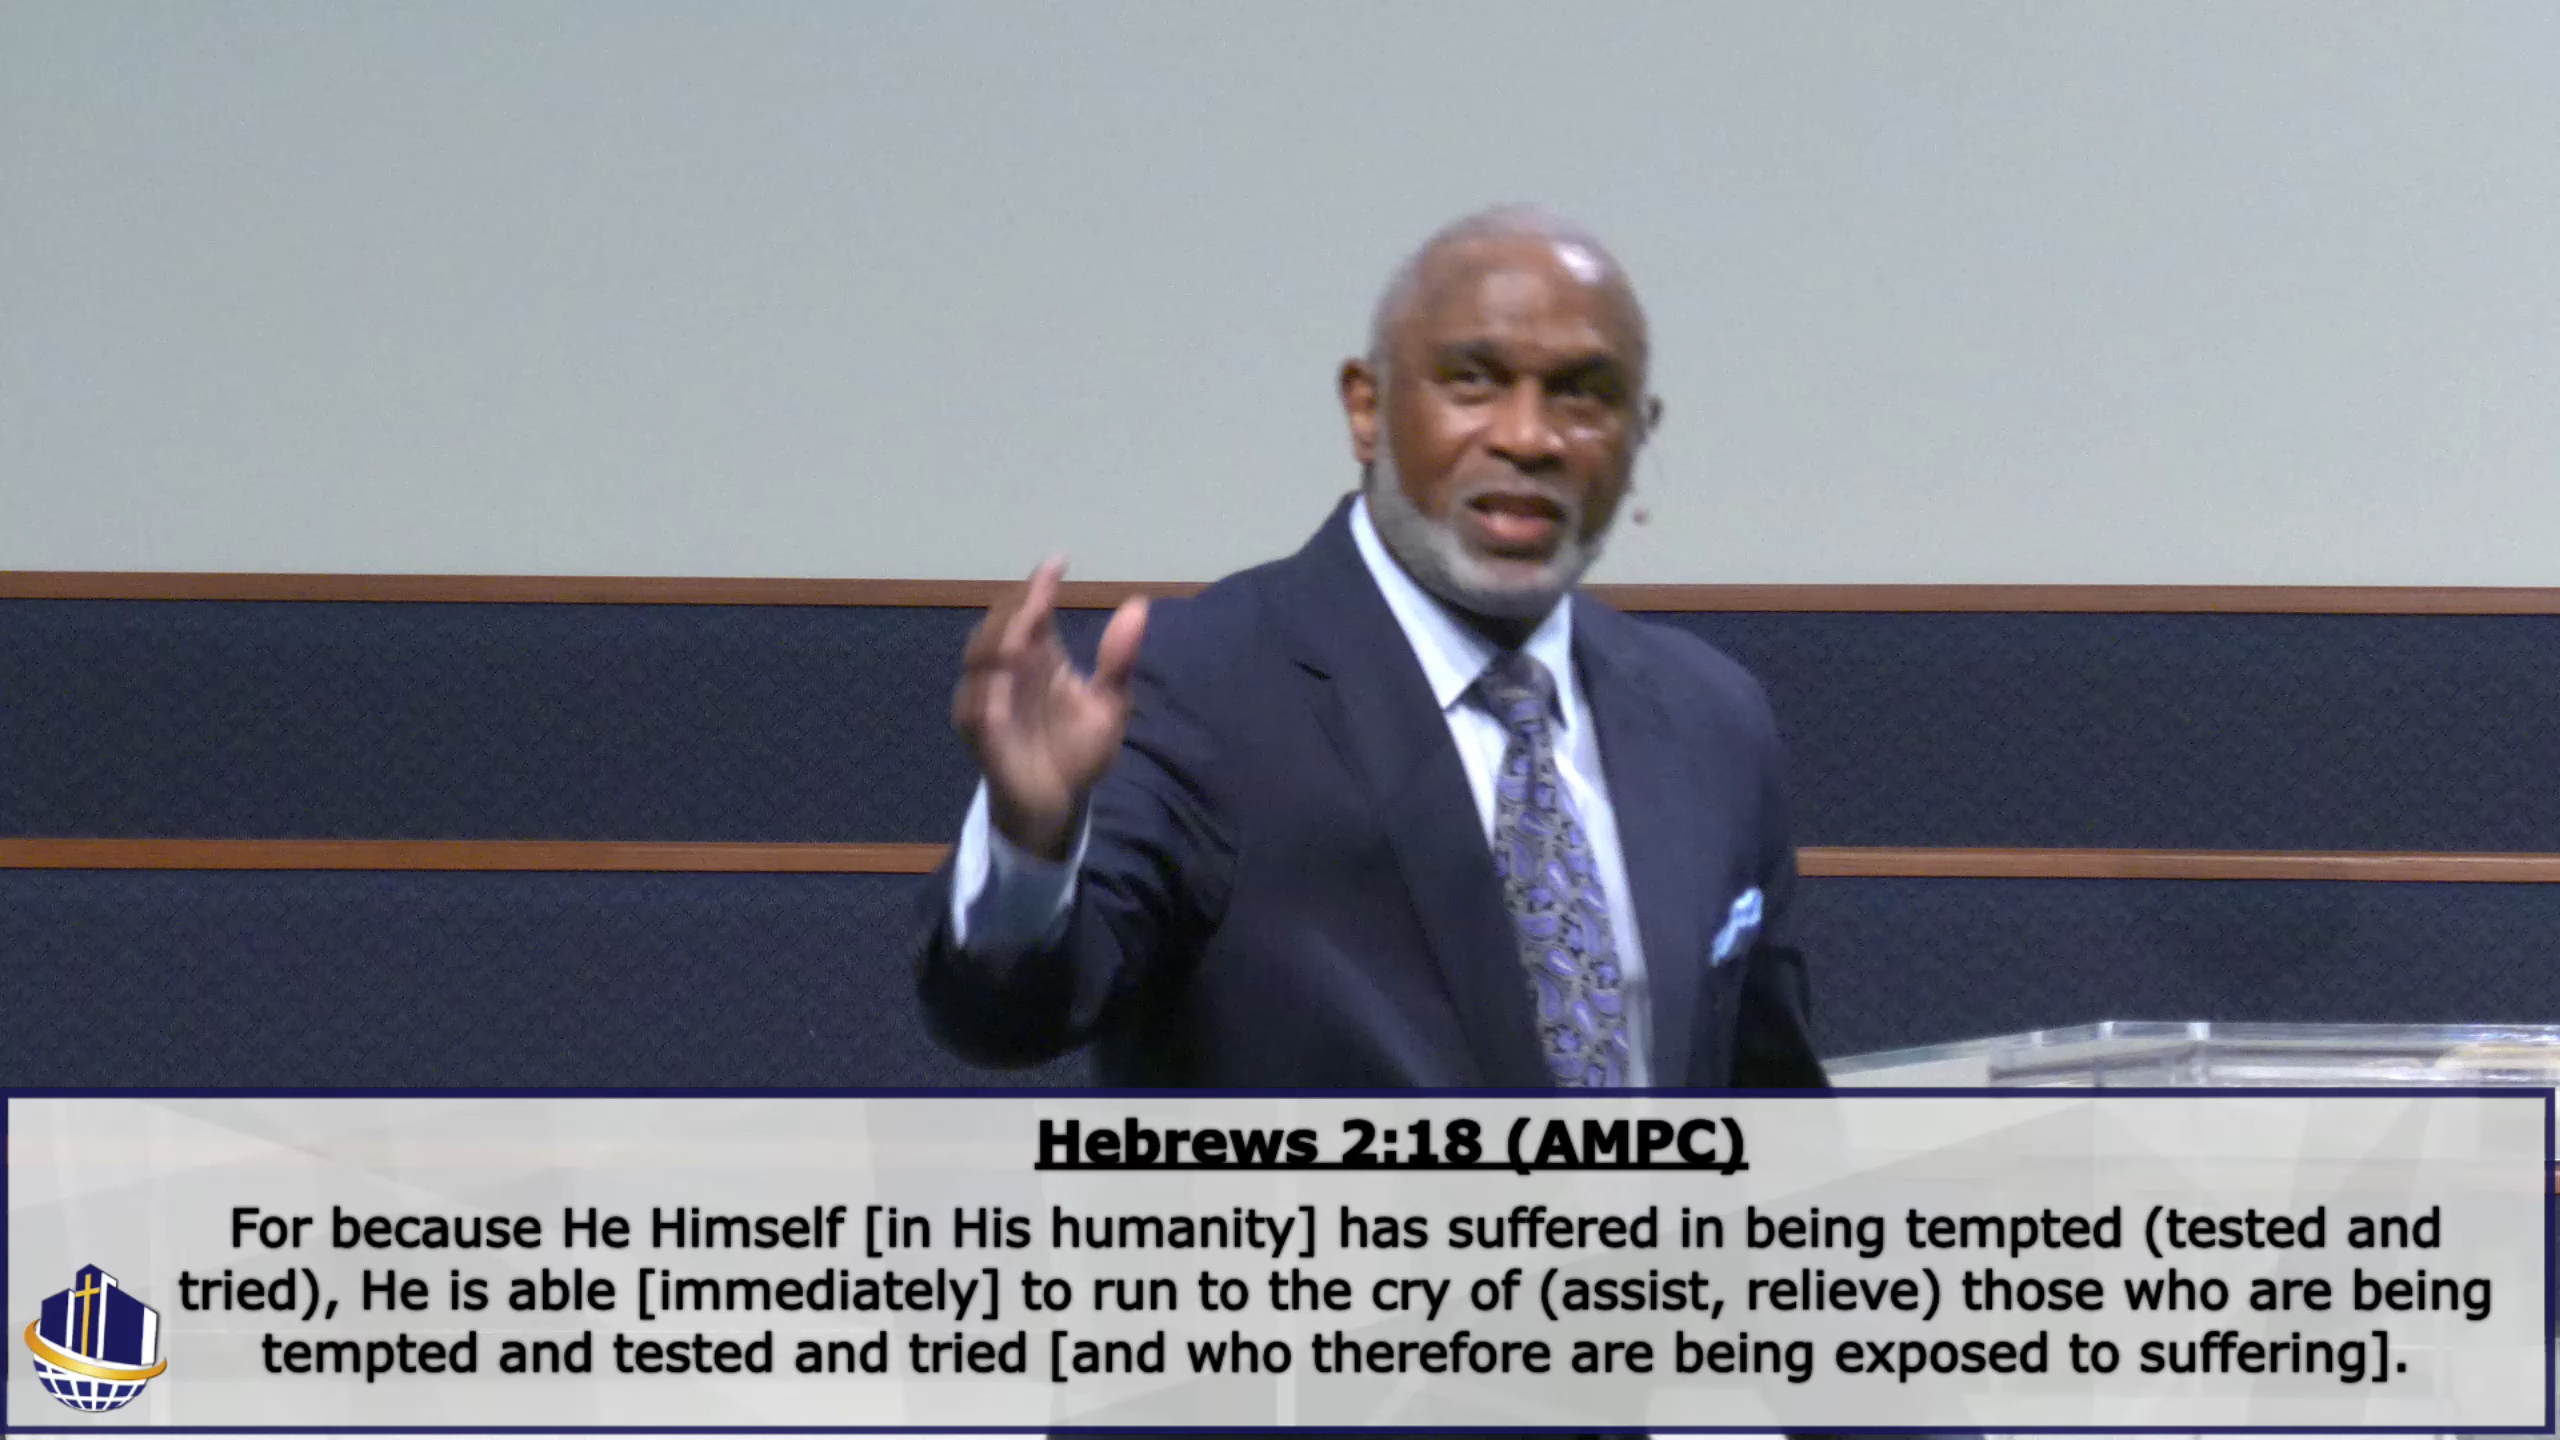 Hebrews 2:18 (AMPC)
For because He Himself [in His humanity] has suffered in being tempted (tested and
tried), He is able [immediately] to run to the cry of (assist, relieve) those who are being
tempted and tested and tried [and who therefore are being exposed to suffering].